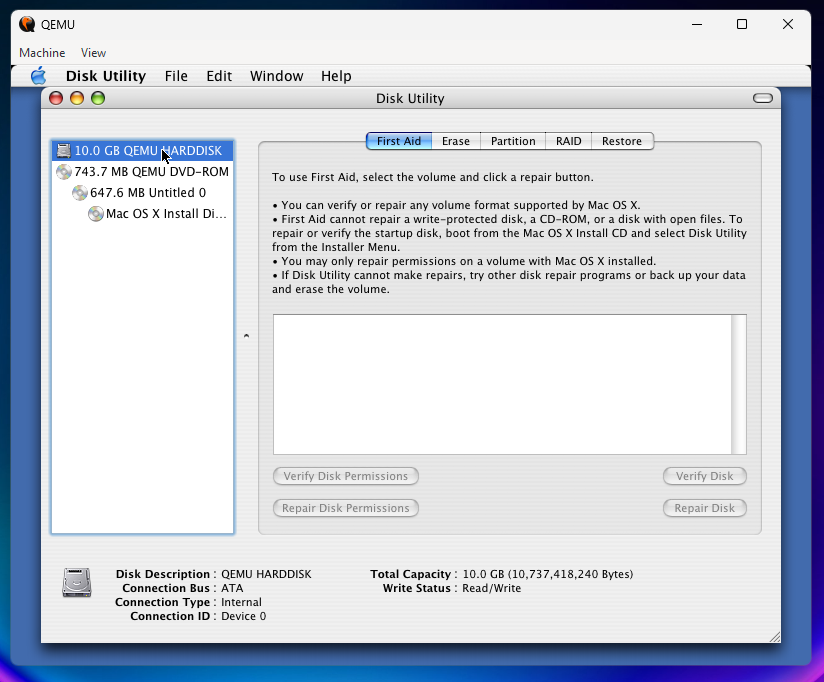 QEMU
Machine View
Disk Utility File Edit Window Help
Disk Utility
10.0 GB QEMU HARDDISK
743.7 MB QEMU DVD-ROM
647.6 MB Untitled 0
Mac OS X Install Di...
First Aid Erase Partition RAID Restore
To use First Aid, select the volume and click a repair button.
• You can verify or repair any volume format supported by Mac OS X.
• First Aid cannot repair a write-protected disk, a CD-ROM, or a disk with open files. To
repair or verify the startup disk, boot from the Mac OS X Install CD and select Disk Utility
from the Installer Menu.
• You may only repair permissions on a volume with Mac OS X installed.
• If Disk Utility cannot make repairs, try other disk repair programs or back up your data
and erase the volume.
Verify Disk Permissions Verify Disk
Repair Disk Permissions Repair Disk
Disk Description : QEMU HARDDISK
Connection Bus : ATA
Connection Type : Internal
Connection ID : Device 0
Total Capacity : 10.0 GB (10,737,418,240 Bytes)
Write Status : Read/Write